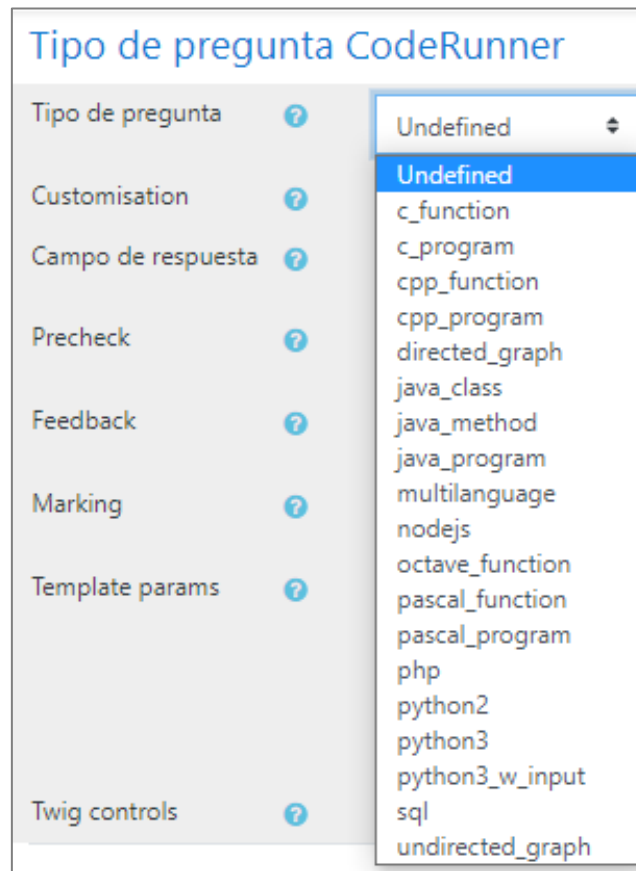 Tipo de pregunta CodeRunner
Tipo de pregunta
Undefined
Undefined
Customisation
c_function
c_program
Campo de respuesta
cpp_function
cpp_program
Precheck
directed_graph
java_class
Feedback
java_method
java_program
multilanguage
Marking
nodejs
octave_function
Template params
pascal_function
pascal_program
php
python2
python3
python3_w_input
Twig controls
sql
undirected_graph